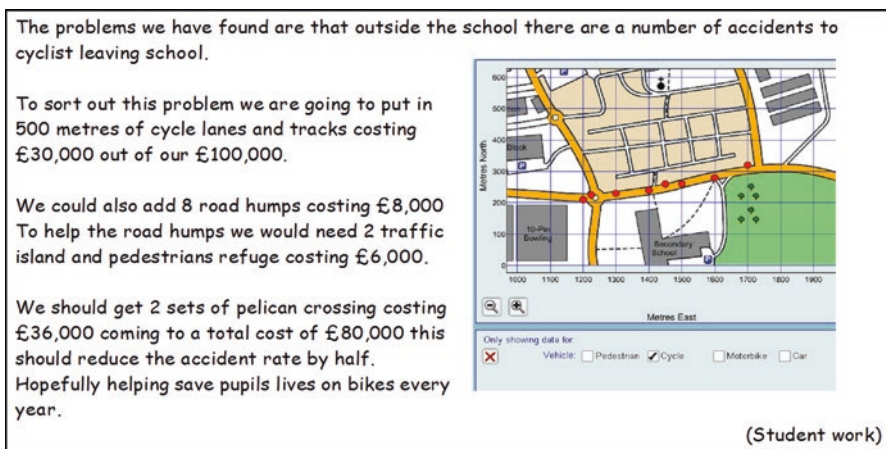 The problems we have found are that outside the school there are a number of accidents to
cyclist leaving school.
To sort out this problem we are going to put in
500 metres of cycle lanes and tracks costing
£30,000 out of our £100,000.
We could also add 8 road humps costing £8,000
To help the road humps we would need 2 traffic
island and pedestrians refuge costing £6,000.
We should get 2 sets of pelican crossing costing
£36,000 coming to a total cost of £80,000 this
should reduce the accident rate by half.
Hopefully helping save pupils lives on bikes every
year.
600
500
400
300
200
100
0
Metres North
Block
P
P
10-Pin
Bowling
Secondary
School
P
1000 1100 1200 1300 1400 1500 1600 1700 1800 1900
Metres East
Only showing data for:
Vehicle: Pedestrian Cycle Motorbike Car
(Student work)